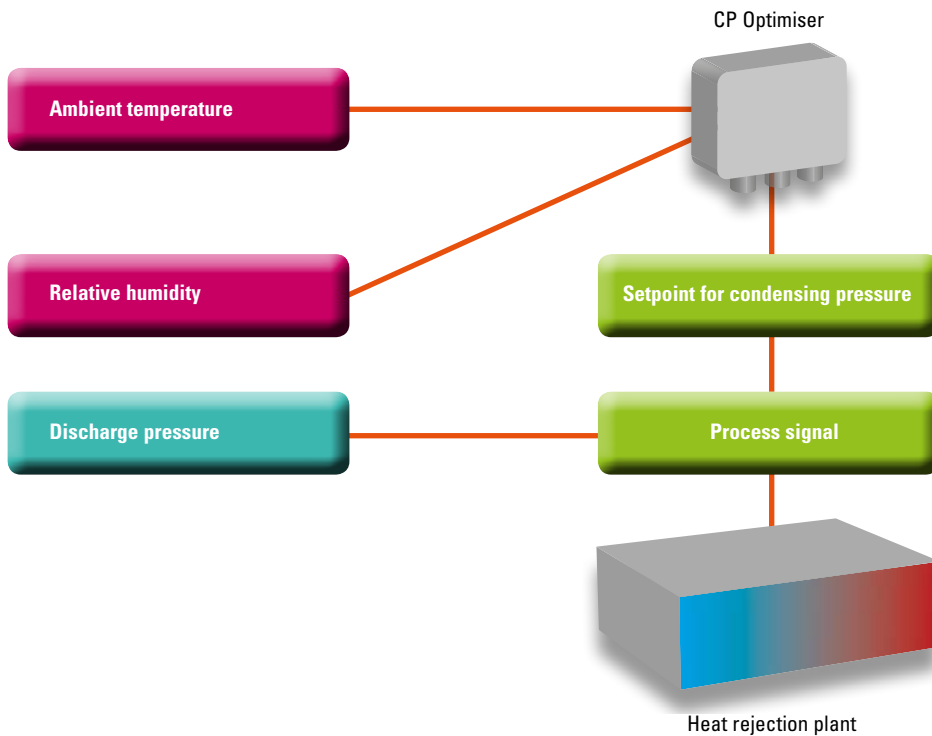 CP Optimiser
Ambient temperature
Relative humidity
Setpoint for condensing pressure
Discharge pressure
Process signal
Heat rejection plant